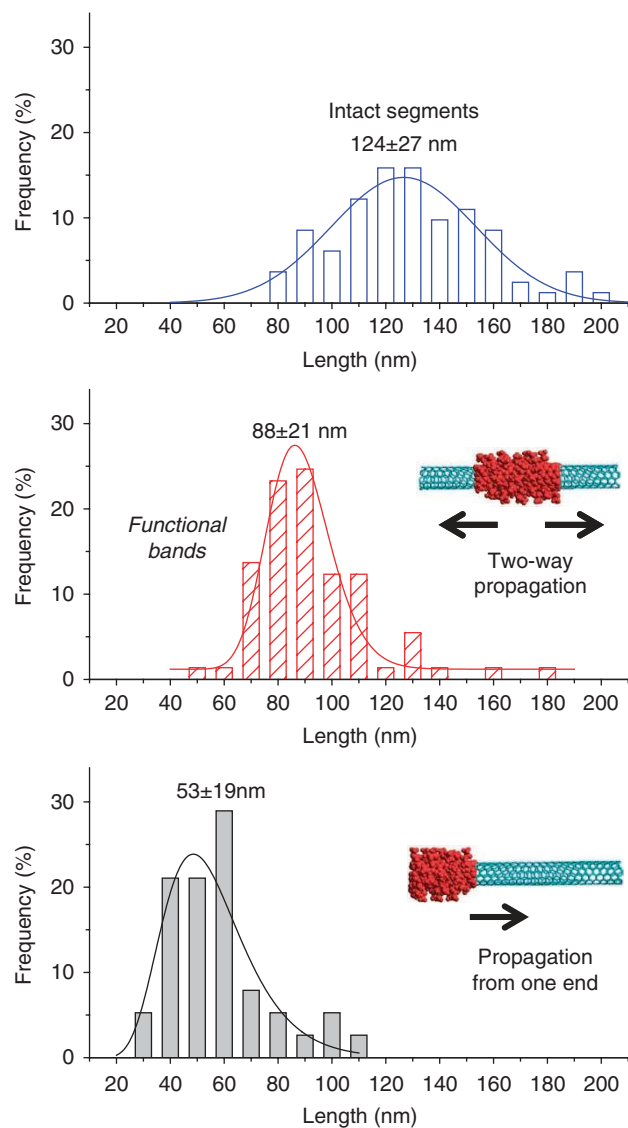 30
20
10
0
Frequency (%)
Intact segments
124±27 nm
20 40 60 80 100 120 140 160 180 200
Length (nm)
30
20
10
0
Frequency (%)
88±21 nm
Functional
bands
Two-way
propagation
20 40 60 80 100 120 140 160 180 200
Length (nm)
30
20
10
0
Frequency (%)
53±19nm
Propagation
from one end
20 40 60 80 100 120 140 160 180 200
Length (nm)